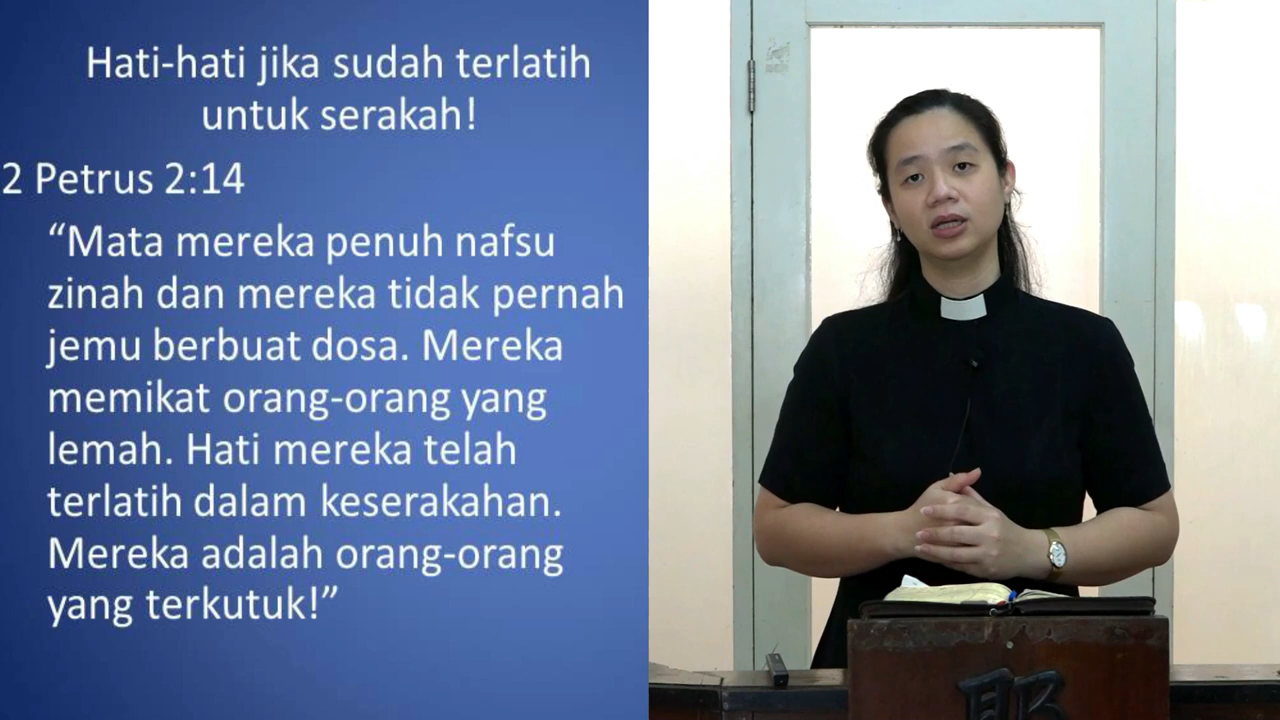 Hati-hati jika sudah terlatih
untuk serakah!
2 Petrus 2:14
“Mata mereka penuh nafsu
zinah dan mereka tidak pernah
jemu berbuat dosa. Mereka
memikat orang-orang yang
lemah. Hati mereka telah
terlatih dalam keserakahan.
Mereka adalah orang-orang
yang terkutuk!”